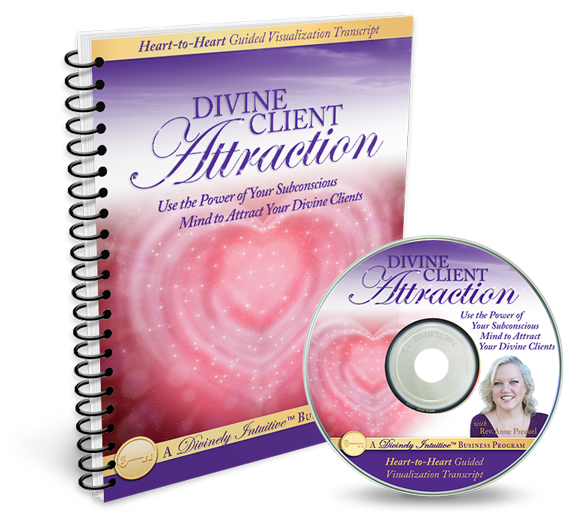 Heart-to-Heart Guided Visualization Transcript
DIVINE
CLIENT
Attraction
Use the Power of Your Subconscious
Mind to Attract Your Divine Clients
A Divinely Intuitive™
DIVINE
CLIENT
Attraction
Use the Power of
Your Subconscious
Mind to Attract
Your Divine Clients
with
Rev. Anne Presuel
A Divinely Intuitive™ Business Program
Heart-to-Heart Guided
Visualization Transcript